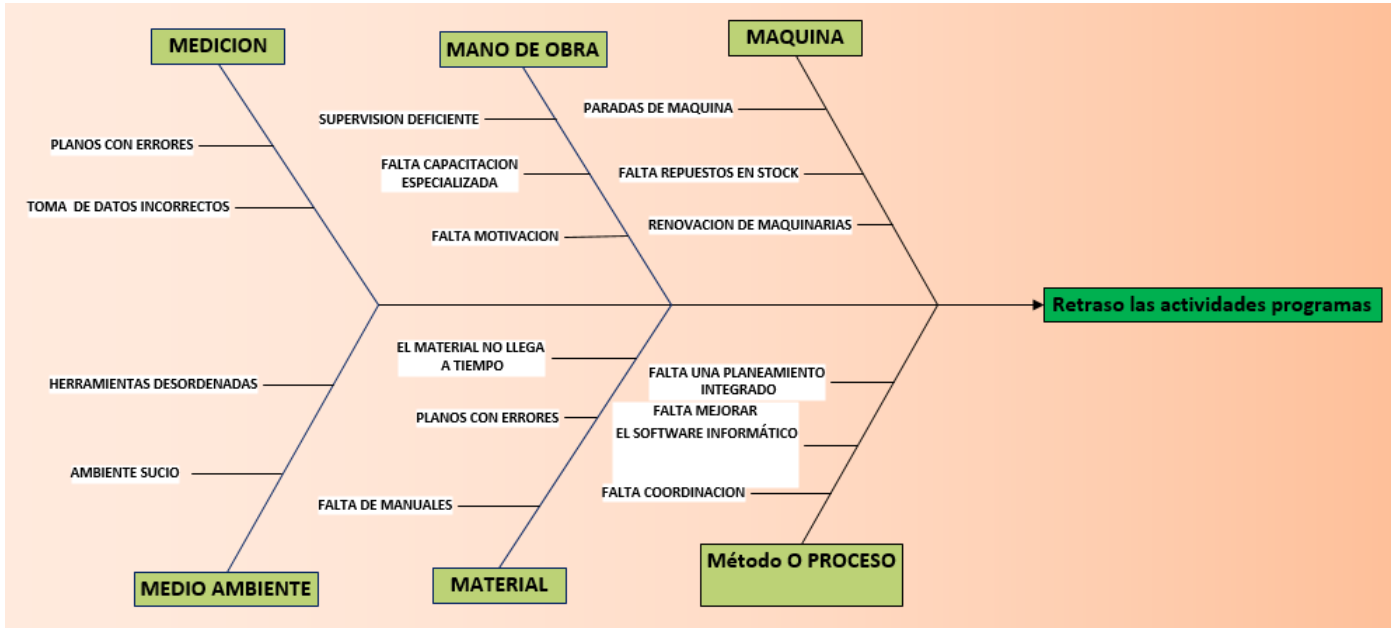 MEDICION
MANO DE OBRA
MAQUINA
PLANOS CON ERRORES
TOMA DE DATOS INCORRECTOS
SUPERVISION DEFICIENTE
FALTA CAPACITACION
ESPECIALIZADA
FALTA MOTIVACION
PARADAS DE MAQUINA
FALTA REPUESTOS EN STOCK
RENOVACION DE MAQUINARIAS
Retraso las actividades programas
HERRAMIENTAS DESORDENADAS
AMBIENTE SUCIO
EL MATERIAL NO LLEGA
A TIEMPO
PLANOS CON ERRORES
FALTA DE MANUALES
FALTA UNA PLANEAMIENTO
INTEGRADO
FALTA MEJORAR
EL SOFTWARE INFORMÁTICO
FALTA COORDINACION
MEDIO AMBIENTE
MATERIAL
Método O PROCESO